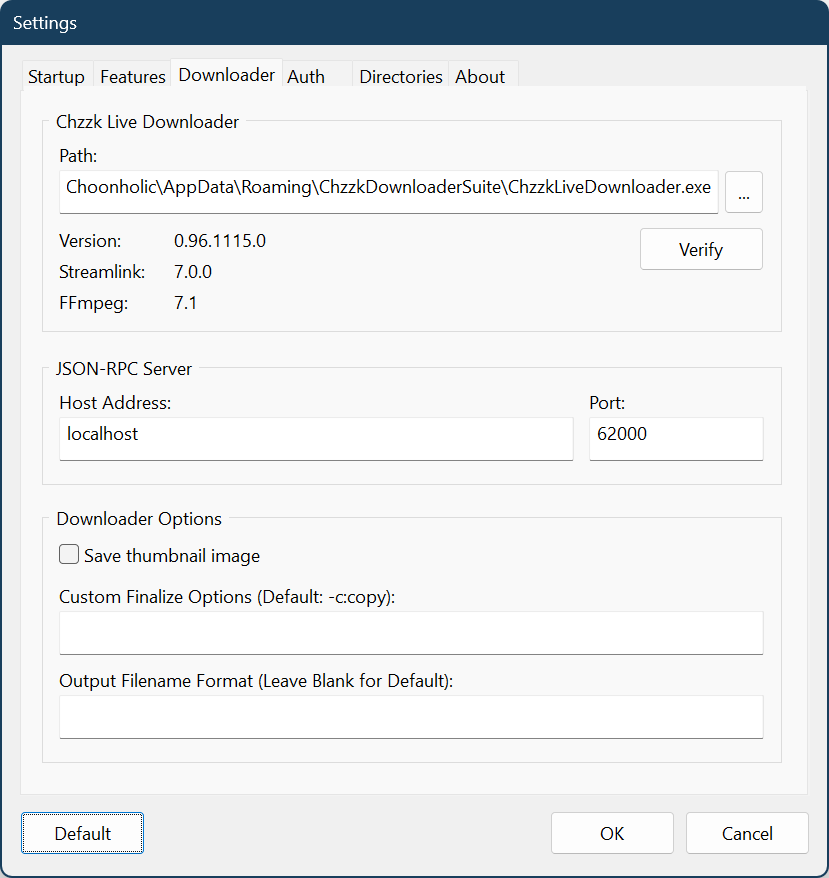 Settings
Startup Features Downloader Auth Directories About
Chzzk Live Downloader
Path:
Choonholic\AppData\Roaming\ChzzkDownloaderSuite\ChzzkLiveDownloader.exe ...
Version: 0.96.1115.0
Verify
Streamlink: 7.0.0
FFmpeg: 7.1
JSON-RPC Server
Host Address: Port:
localhost 62000
Downloader Options
Save thumbnail image
Custom Finalize Options (Default: -c:copy):
Output Filename Format (Leave Blank for Default):
Default OK Cancel